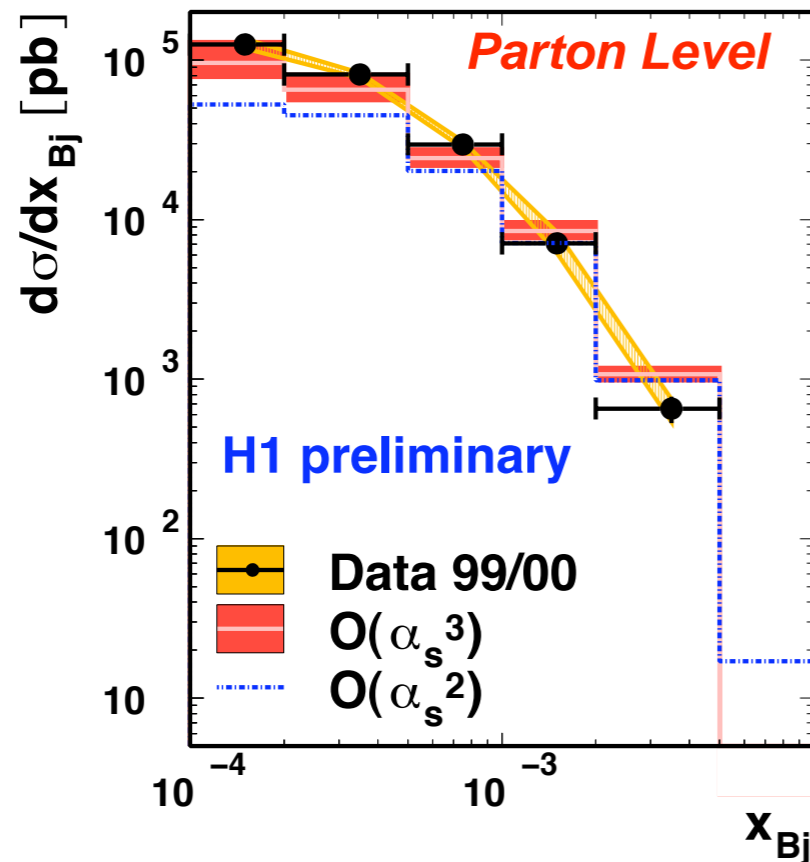 dσ/dx_Bj [pb]
10^5
10^4
10^3
10^2
10
Parton Level
H1 preliminary
Data 99/00
O(α_s^3)
O(α_s^2)
10^−4
10^−3
x_Bj